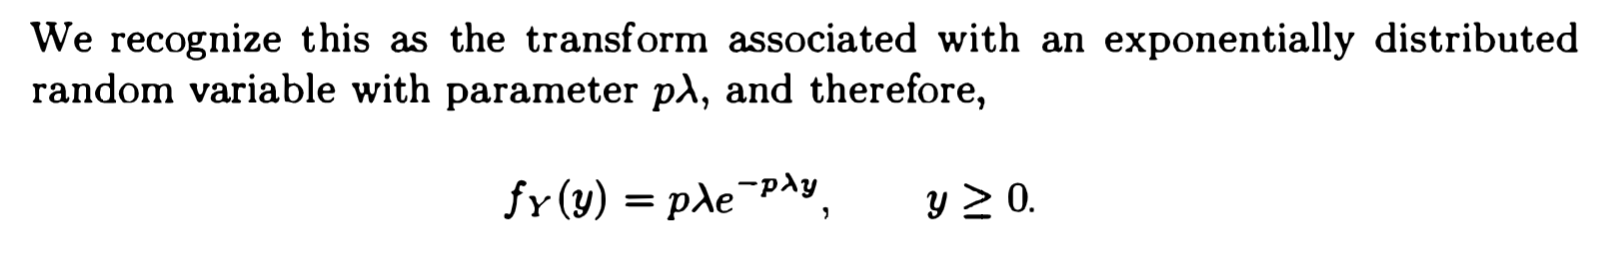 We recognize this as the transform associated with an exponentially distributed
random variable with parameter pλ, and therefore,
f_Y(y) = pλe^{-pλy}, y ≥ 0.